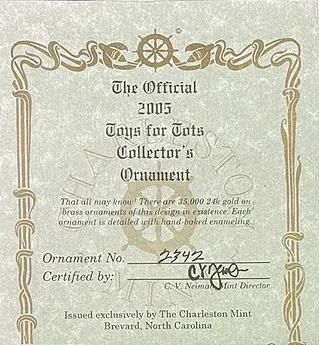 ©
The Official
2005
Toys for Tots
Collector's
Ornament
That all may know! There are 35,000 24k gold on
brass ornaments of this design in existence. Each
ornament is detailed with hand-baked enameling.
Ornament No. 2342
Certified by:
C. V. Neiman, Mint Director
Issued exclusively by The Charleston Mint
Brevard, North Carolina